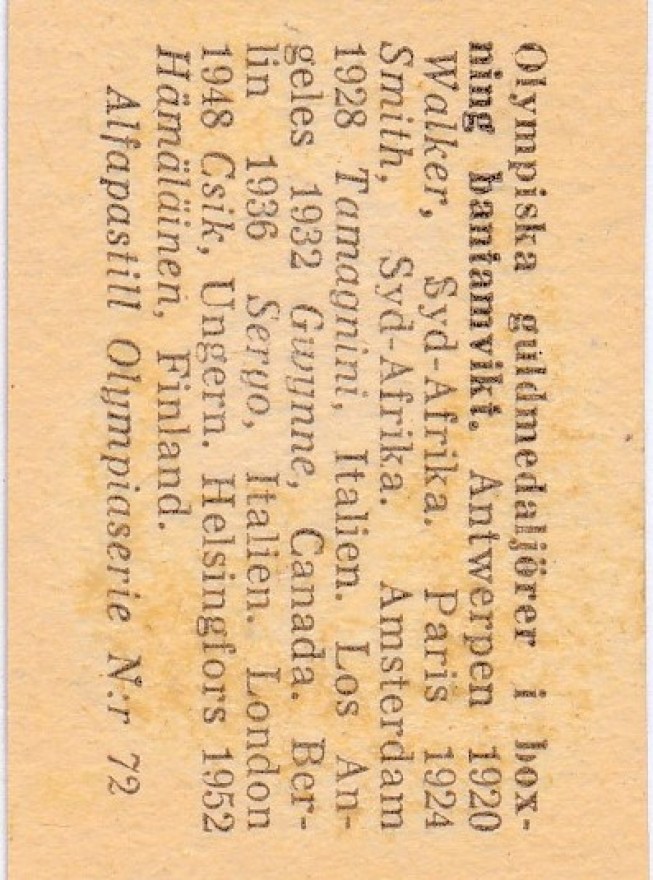 Olympiska guldmedaljörer i box-
ning bantamvikt. Antwerpen 1920
Walker, Syd-Afrika. Paris 1924
Smith, Syd-Afrika. Amsterdam
1928 Tamagnini, Italien. Los An-
geles 1932 Gwynne, Canada. Ber-
lin 1936 Sergo, Italien. London
1948 Csik, Ungern. Helsingfors 1952
Hämäläinen, Finland.
Alfapastill Olympiaserie N:r 72